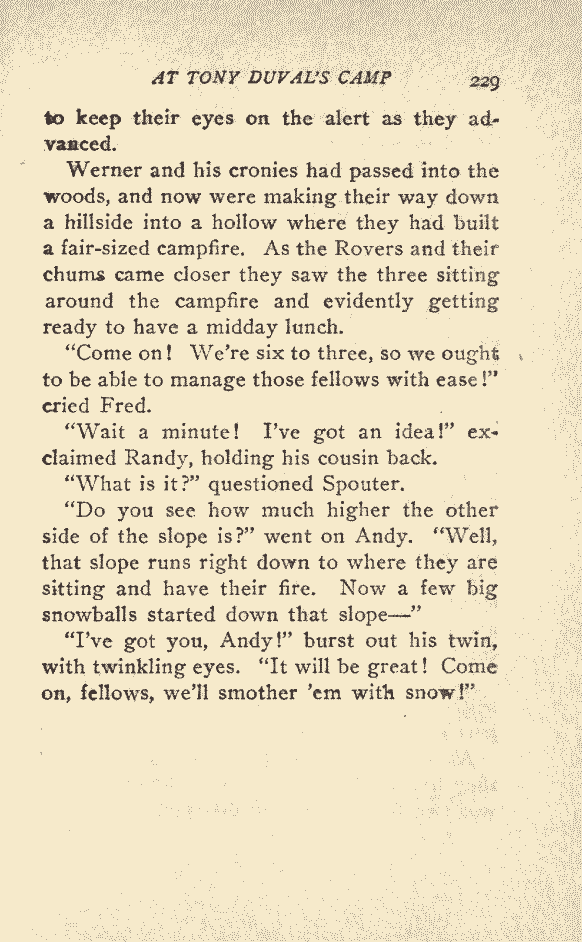 AT TONY DUVAL'S CAMP 229
to keep their eyes on the alert as they ad-
vanced.
Werner and his cronies had passed into the
woods, and now were making their way down
a hillside into a hollow where they had built
a fair-sized campfire. As the Rovers and their
chums came closer they saw the three sitting
around the campfire and evidently getting
ready to have a midday lunch.
"Come on! We're six to three, so we ought
to be able to manage those fellows with ease!"
cried Fred.
"Wait a minute! I've got an idea!" ex-
claimed Randy, holding his cousin back.
"What is it?" questioned Spouter.
"Do you see how much higher the other
side of the slope is?" went on Andy. "Well,
that slope runs right down to where they are
sitting and have their fire. Now a few big
snowballs started down that slope—"
"I've got you, Andy!" burst out his twin,
with twinkling eyes. "It will be great! Come
on, fellows, we'll smother 'em with snow!"